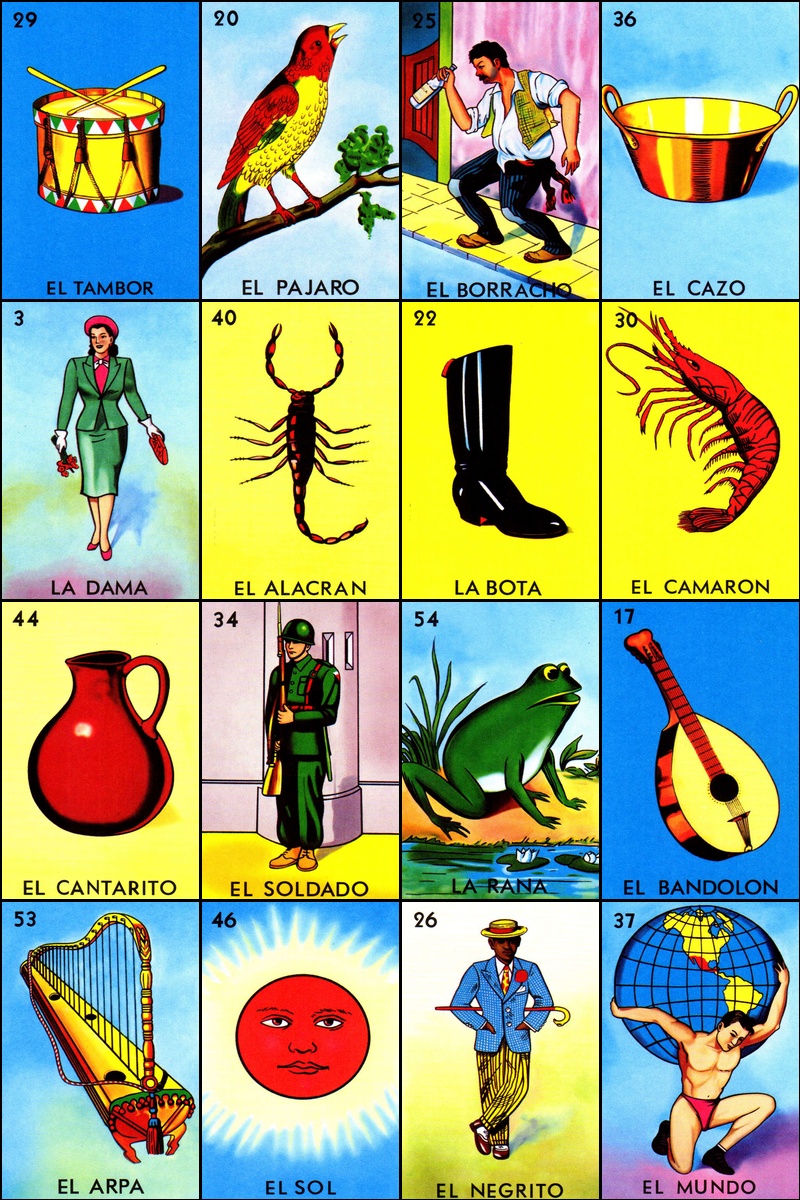 29
EL TAMBOR
20
EL PAJARO
25
EL BORRACHO
36
EL CAZO
3
LA DAMA
40
EL ALACRAN
22
LA BOTA
30
EL CAMARON
44
EL CANTARITO
34
EL SOLDADO
54
LA RANA
17
EL BANDOLON
53
EL ARPA
46
EL SOL
26
EL NEGRITO
37
EL MUNDO